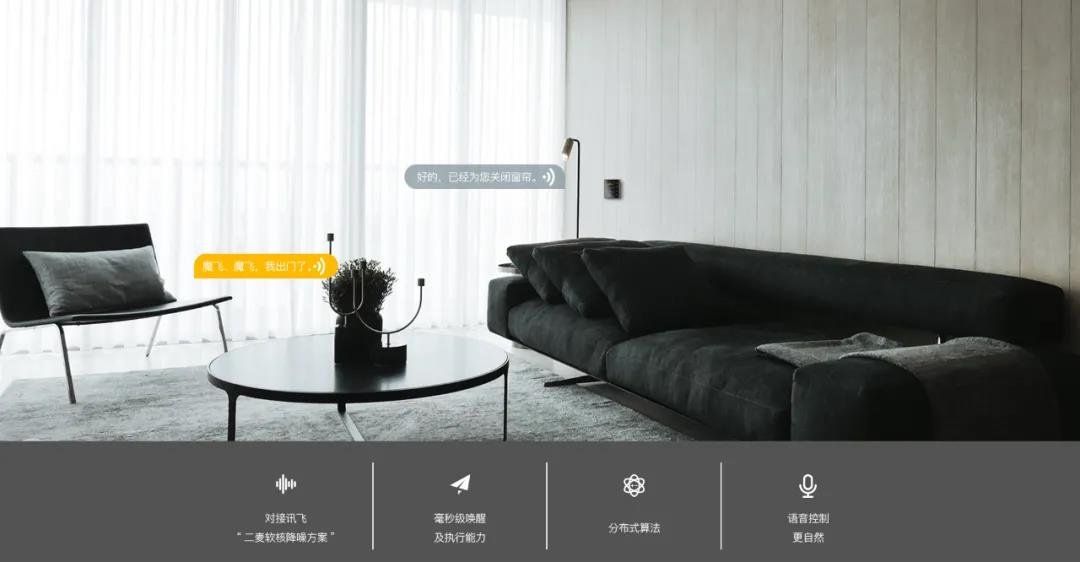 好的，已经为您关闭窗帘。
魔飞、魔飞，我出门了。
对接讯飞
“二麦软核降噪方案”
毫秒级唤醒
及执行能力
分布式算法
语音控制
更自然